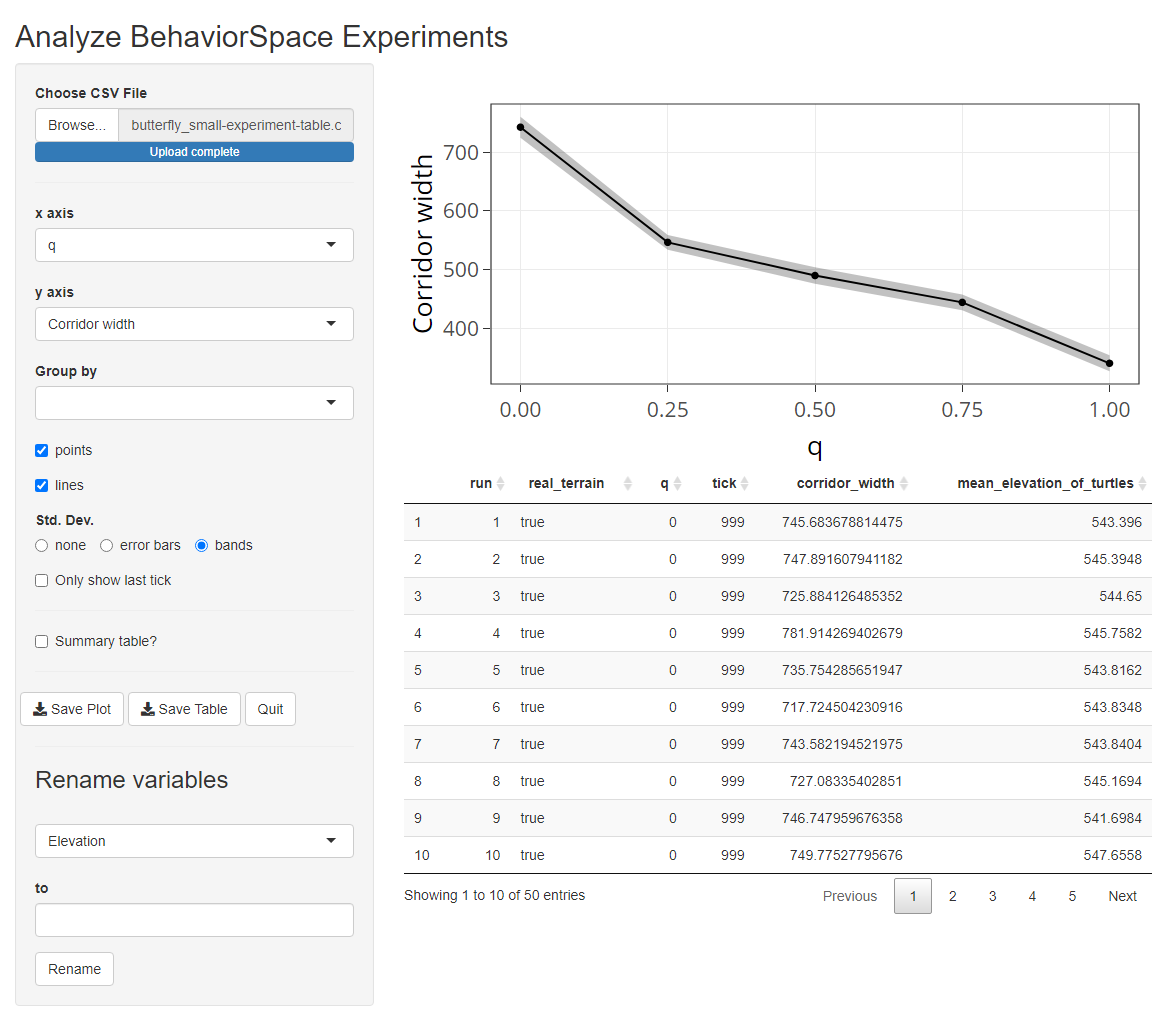 Analyze BehaviorSpace Experiments
Choose CSV File
Browse... butterfly_small-experiment-table.c
Upload complete
x axis
q
y axis
Corridor width
Group by
points
lines
Std. Dev.
none error bars bands
Only show last tick
Summary table?
Save Plot Save Table Quit
Rename variables
Elevation
to
Rename
Corridor width
700
600
500
400
0.00 0.25 0.50 0.75 1.00
q
run real_terrain q tick corridor_width mean_elevation_of_turtles
1 1 true 0 999 745.683678814475 543.396
2 2 true 0 999 747.891607941182 545.3948
3 3 true 0 999 725.884126485352 544.65
4 4 true 0 999 781.914269402679 545.7582
5 5 true 0 999 735.754285651947 543.8162
6 6 true 0 999 717.724504230916 543.8348
7 7 true 0 999 743.582194521975 543.8404
8 8 true 0 999 727.08335402851 545.1694
9 9 true 0 999 746.747959676358 541.6984
10 10 true 0 999 749.77527795676 547.6558
Showing 1 to 10 of 50 entries Previous 1 2 3 4 5 Next